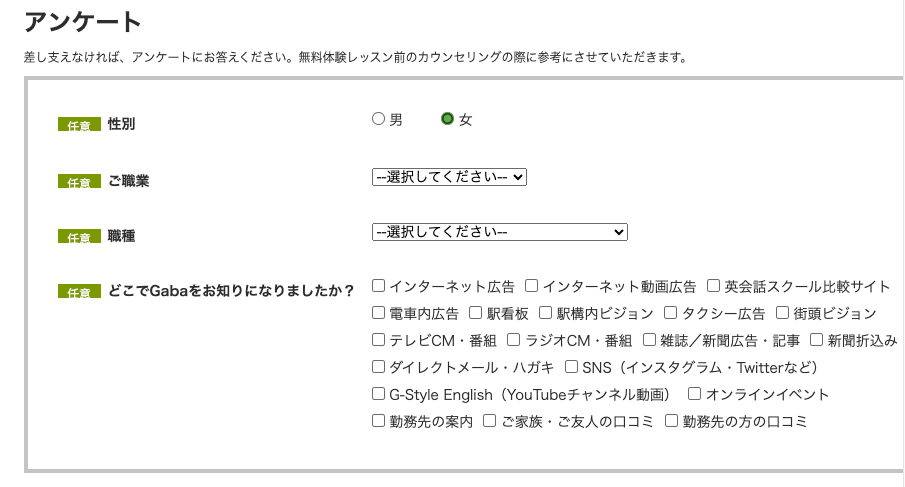 アンケート
差し支えなければ、アンケートにお答えください。無料体験レッスン前のカウンセリングの際に参考にさせていただきます。
任意 性別 男 女
任意 ご職業 --選択してください--
任意 職種 --選択してください--
任意 どこでGabaをお知りになりましたか？ インターネット広告 インターネット動画広告 英会話スクール比較サイト
電車内広告 駅看板 駅構内ビジョン タクシー広告 街頭ビジョン
テレビCM・番組 ラジオCM・番組 雑誌／新聞広告・記事 新聞折込み
ダイレクトメール・ハガキ SNS（インスタグラム・Twitterなど）
G-Style English（YouTubeチャンネル動画） オンラインイベント
勤務先の案内 ご家族・ご友人の口コミ 勤務先の方の口コミ